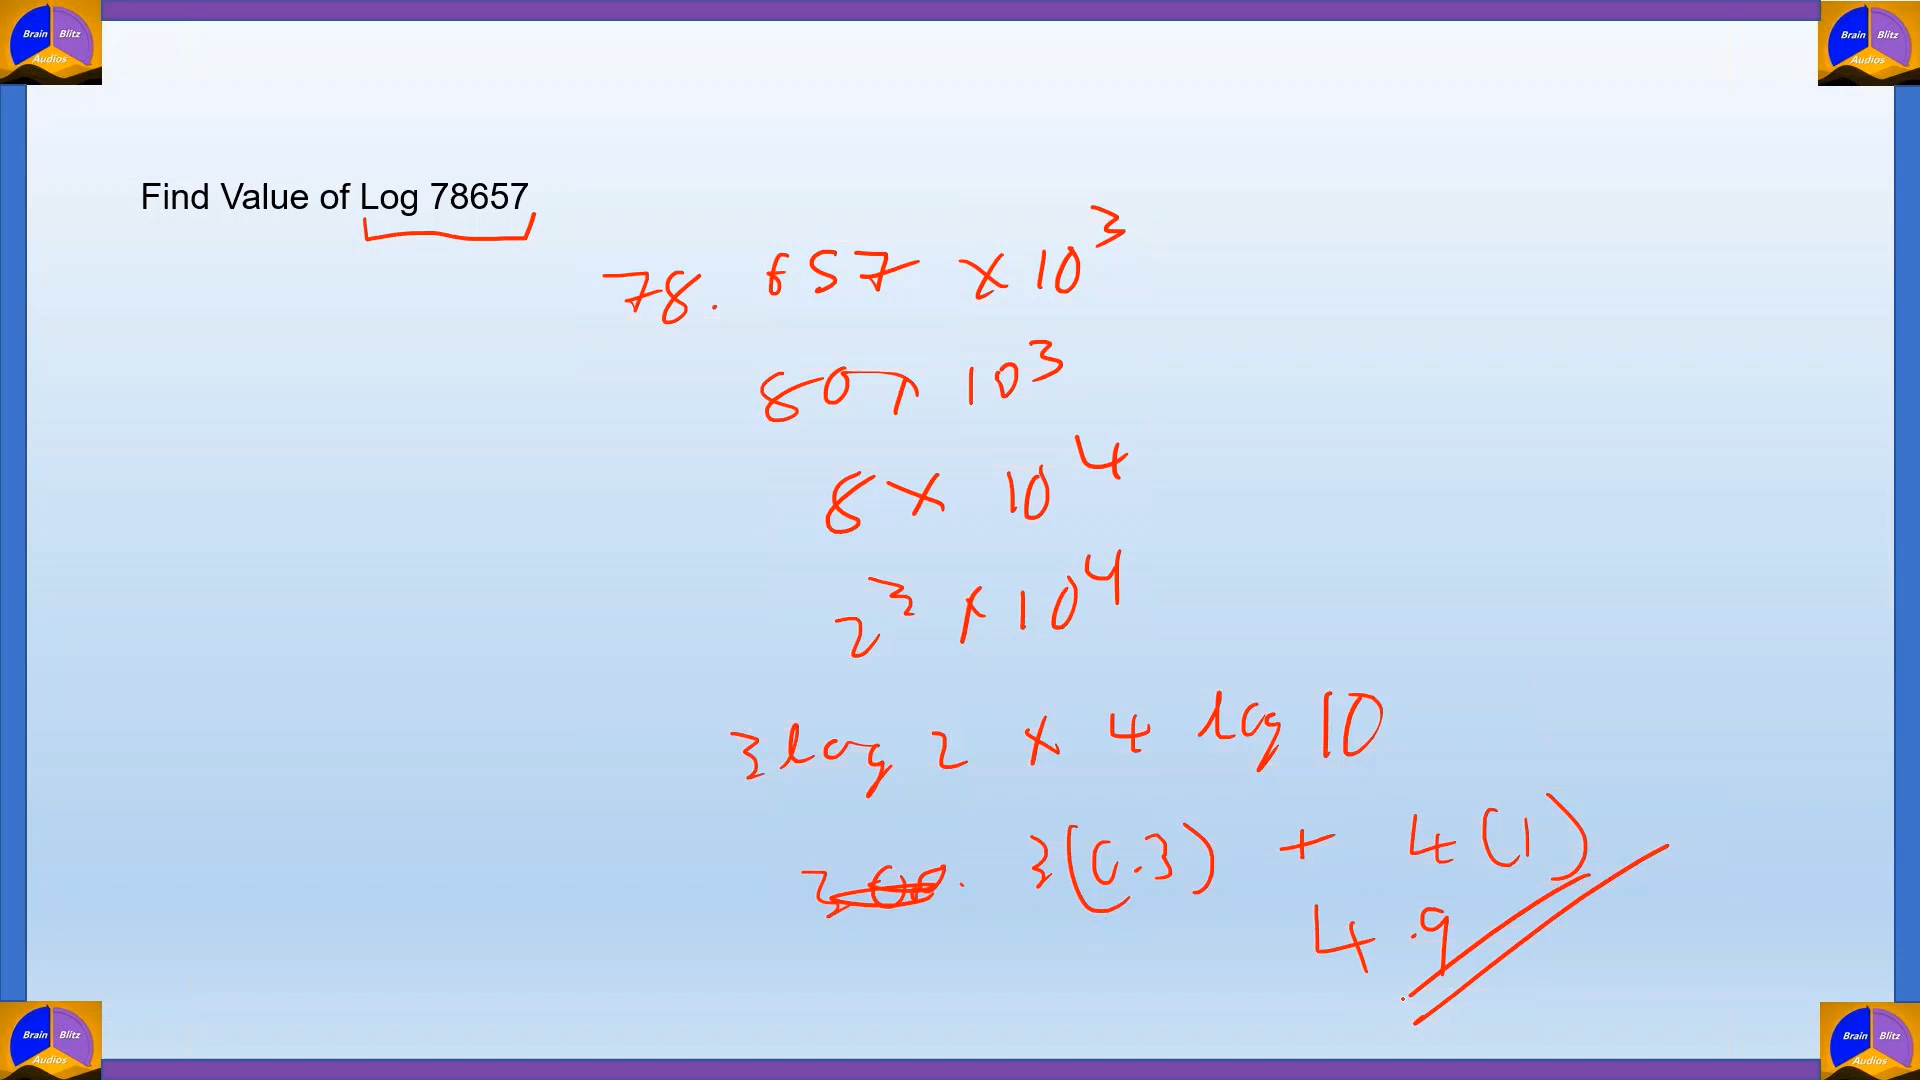 Brain Blitz
Audios
Brain Blitz
Audios
Find Value of Log 78657
78.657 x 10³
80 x 10³
8 x 10⁴
2³ x 10⁴
3 log 2 x 4 log 10
3(0.3) + 4(1)
4.9
Brain Blitz
Audios
Brain Blitz
Audios